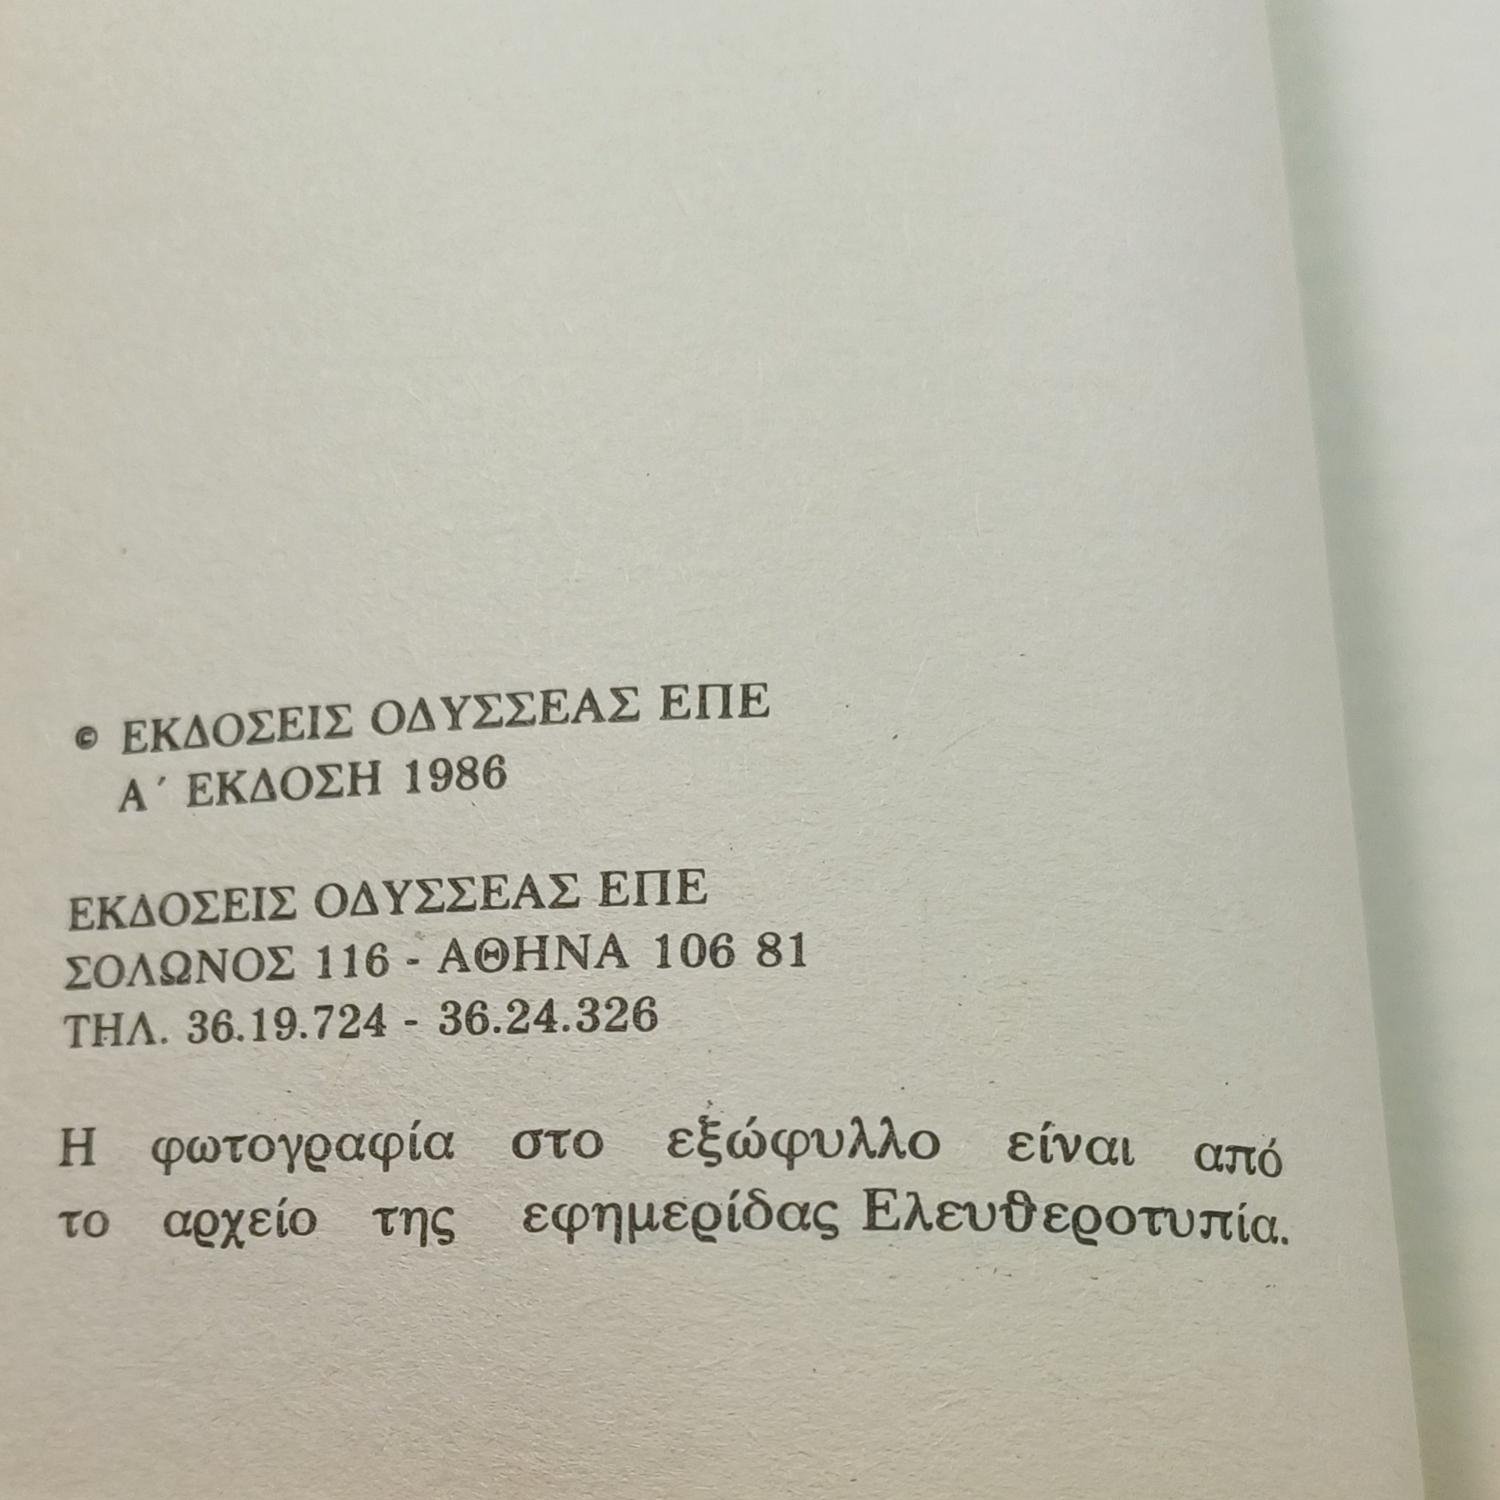 © ΕΚΔΟΣΕΙΣ ΟΔΥΣΣΕΑΣ ΕΠΕ
Α΄ ΕΚΔΟΣΗ 1986
ΕΚΔΟΣΕΙΣ ΟΔΥΣΣΕΑΣ ΕΠΕ
ΣΟΛΩΝΟΣ 116 - ΑΘΗΝΑ 106 81
ΤΗΛ. 36.19.724 - 36.24.326
Η φωτογραφία στο εξώφυλλο είναι από
το αρχείο της εφημερίδας Ελευθεροτυπία.